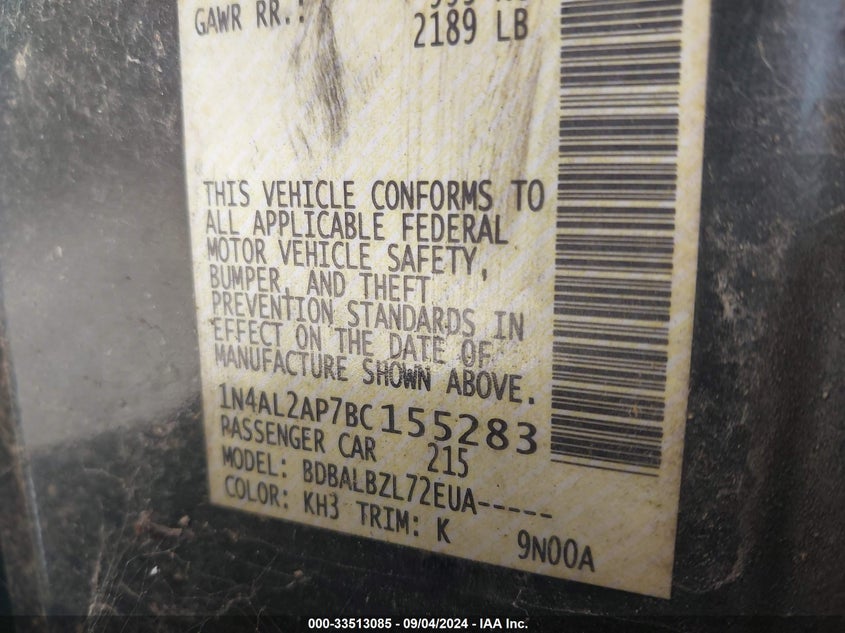 GAWR RR.:
2189 LB
THIS VEHICLE CONFORMS TO
ALL APPLICABLE FEDERAL
MOTOR VEHICLE SAFETY,
BUMPER, AND THEFT
PREVENTION STANDARDS IN
EFFECT ON THE DATE OF
MANUFACTURE SHOWN ABOVE.
1N4AL2AP7BC155283
PASSENGER CAR 215
MODEL: BDBALBZL72EUA-----
COLOR: KH3 TRIM: K 9N00A
000-33513085 - 09/04/2024 - IAA Inc.